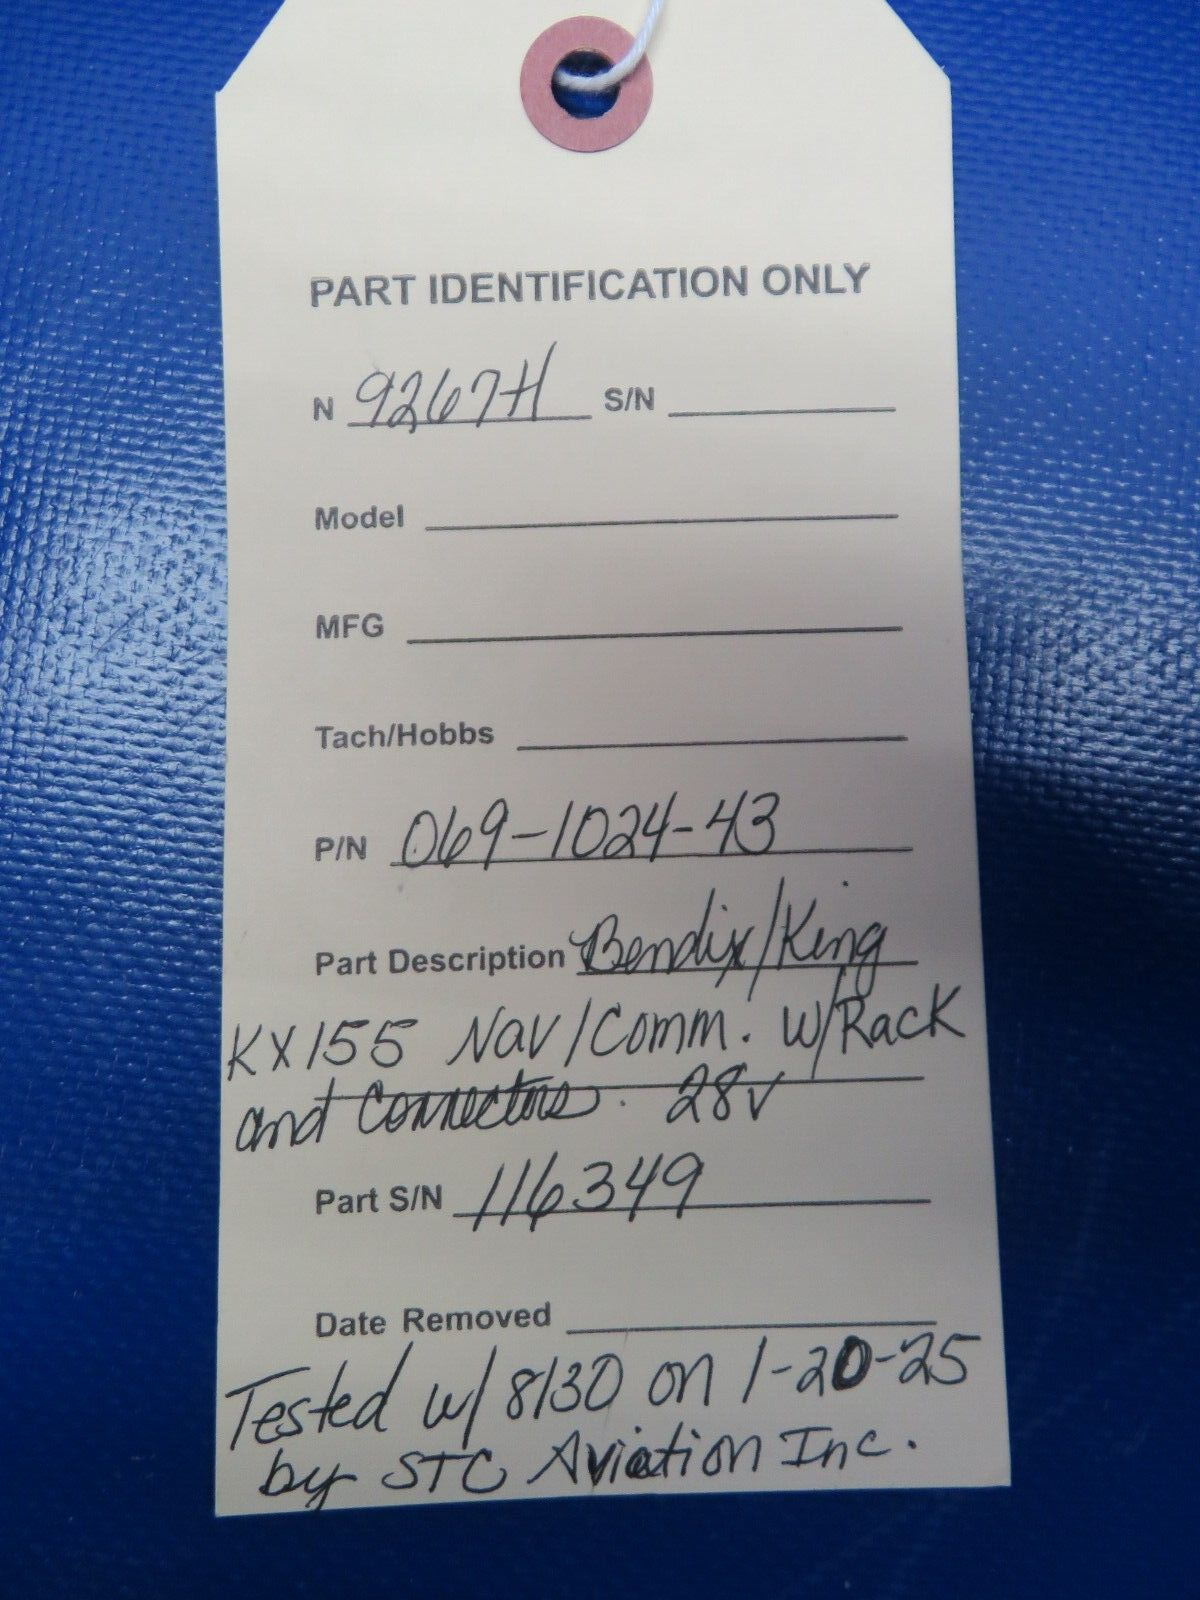 PART IDENTIFICATION ONLY
N 9267H S/N
Model
MFG
Tach/Hobbs
P/N 069-1024-43
Part Description Bendix/King
KX155 Nav/Comm. w/Rack
and Connectors. 28v
Part S/N 116349
Date Removed
Tested w/ 8130 on 1-20-25
by STC Aviation Inc.